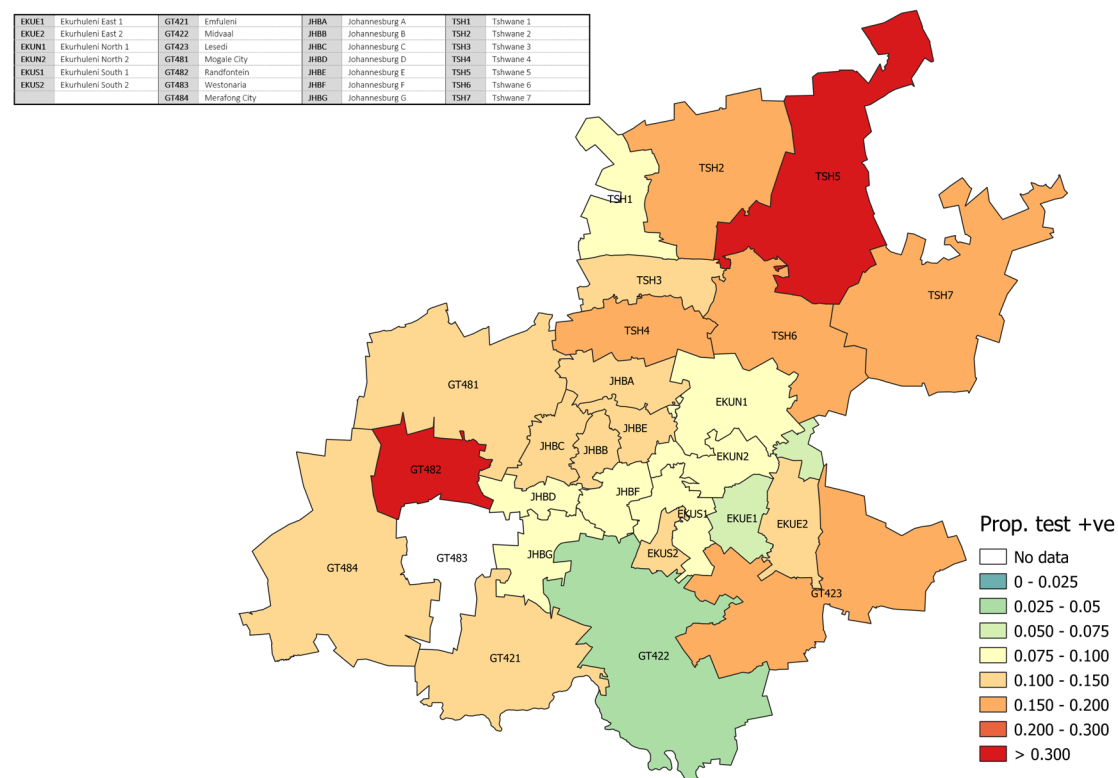 EKUE1 Ekurhuleni East 1 GT421 Emfuleni JHBA Johannesburg A TSH1 Tshwane 1
EKUE2 Ekurhuleni East 2 GT422 Midvaal JHBB Johannesburg B TSH2 Tshwane 2
EKUN1 Ekurhuleni North 1 GT423 Lesedi JHBC Johannesburg C TSH3 Tshwane 3
EKUN2 Ekurhuleni North 2 GT481 Mogale City JHBD Johannesburg D TSH4 Tshwane 4
EKUS1 Ekurhuleni South 1 GT482 Randfontein JHBE Johannesburg E TSH5 Tshwane 5
EKUS2 Ekurhuleni South 2 GT483 Westonaria JHBF Johannesburg F TSH6 Tshwane 6
GT484 Merafong City JHBG Johannesburg G TSH7 Tshwane 7
TSH2
TSH5
TSH1
TSH3
TSH7
TSH4
TSH6
JHBA
GT481
EKUN1
JHBE
JHBC
JHBB
EKUN2
GT482
JHBD
JHBF
EKUS1
EKUE1
EKUE2
GT483
JHBG
EKUS2
GT484
GT423
GT421
GT422
Prop. test +ve
No data
0 - 0.025
0.025 - 0.05
0.050 - 0.075
0.075 - 0.100
0.100 - 0.150
0.150 - 0.200
0.200 - 0.300
> 0.300